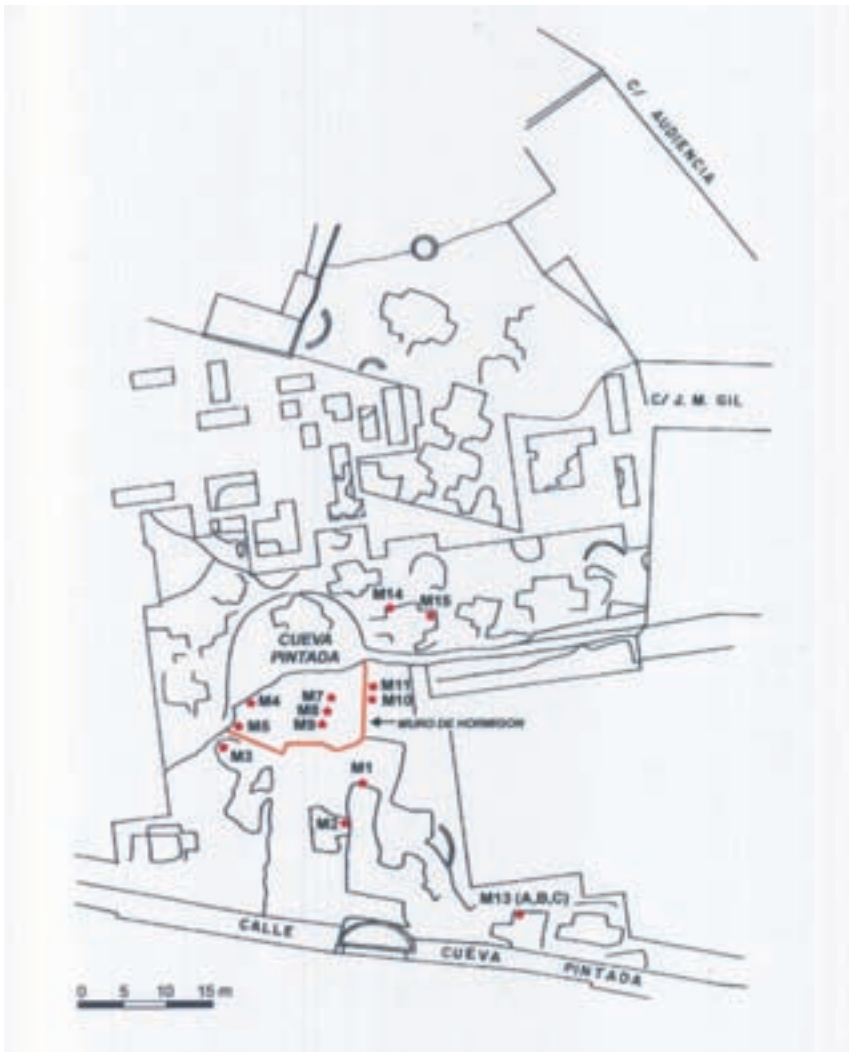 C/ AUDIENCIA
C/ J. M. GIL
M14
M15
CUEVA
PINTADA
M11
M10
M7
M8
M9
M4
M5
MURO DE HORMIGON
M3
M1
M2
M13 (A,B,C)
CALLE CUEVA PINTADA
0 5 10 15 m